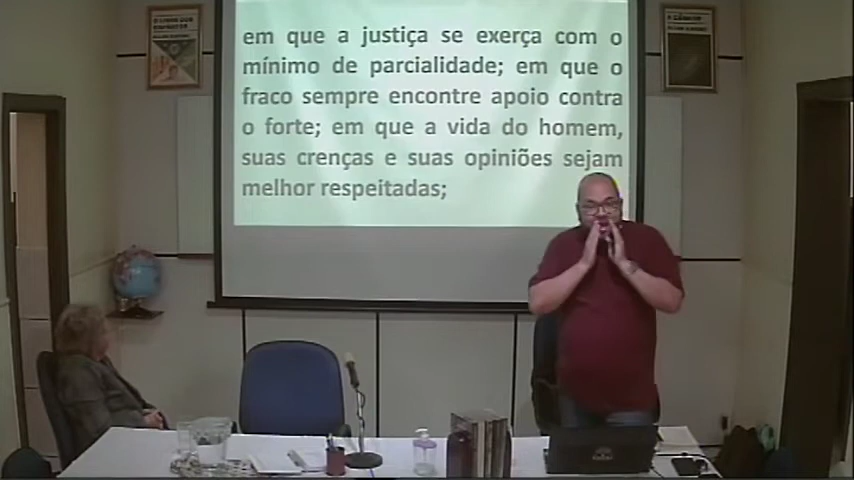 em que a justiça se exerça com o
mínimo de parcialidade; em que o
fraco sempre encontre apoio contra
o forte; em que a vida do homem,
suas crenças e suas opiniões sejam
melhor respeitadas;